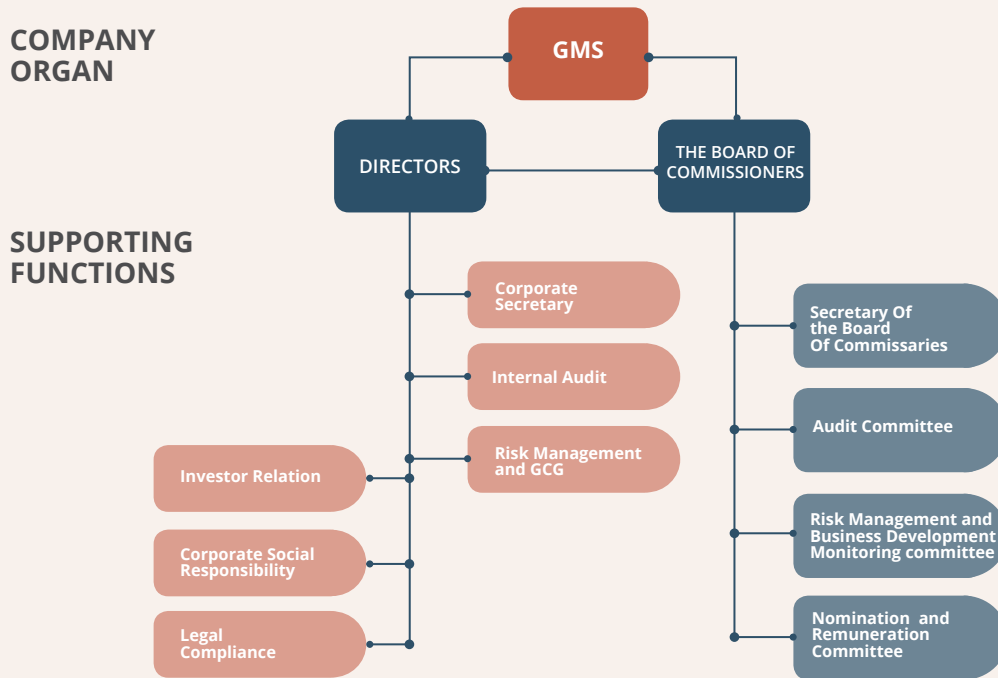 COMPANY
ORGAN
GMS
DIRECTORS
THE BOARD OF
COMMISSIONERS
SUPPORTING
FUNCTIONS
Corporate
Secretary
Internal Audit
Risk Management
and GCG
Investor Relation
Corporate Social
Responsibility
Legal
Compliance
Secretary Of
the Board
Of Commissaries
Audit Committee
Risk Management and
Business Development
Monitoring committee
Nomination and
Remuneration
Committee